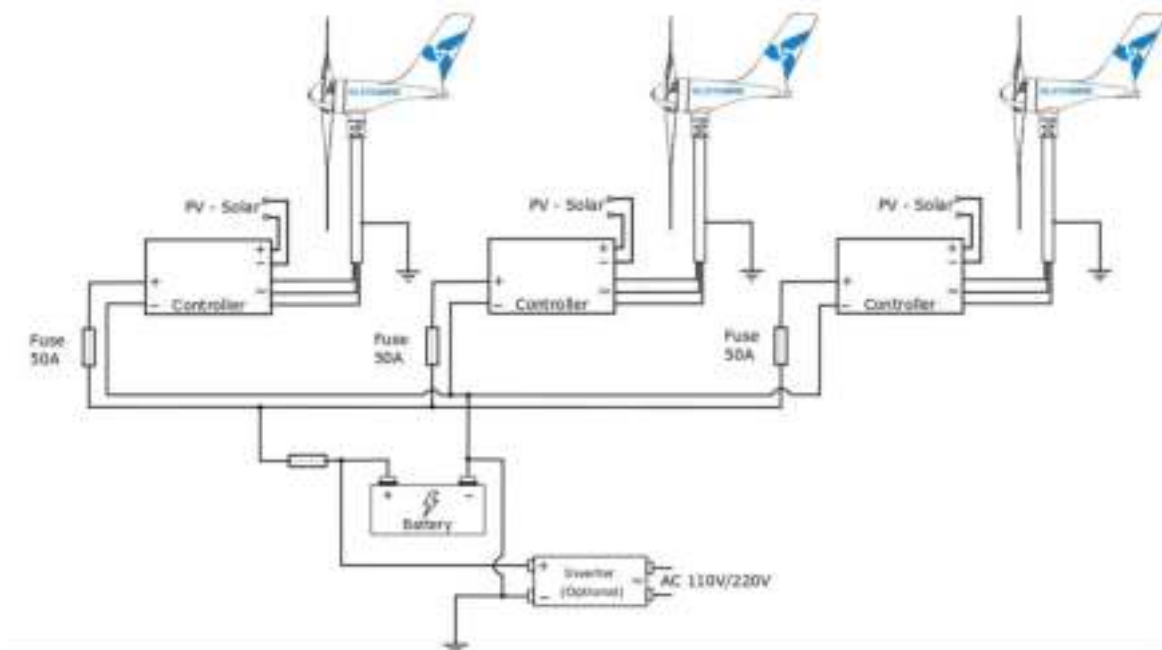 PV - Solar
PV - Solar
PV - Solar
+
−
+
−
~
Controller
+
−
+
−
~
Controller
+
−
+
−
~
Controller
Fuse
50A
Fuse
50A
Fuse
50A
+
−
Battery
+
−
Inverter
(Optional)
~
AC 110V/220V